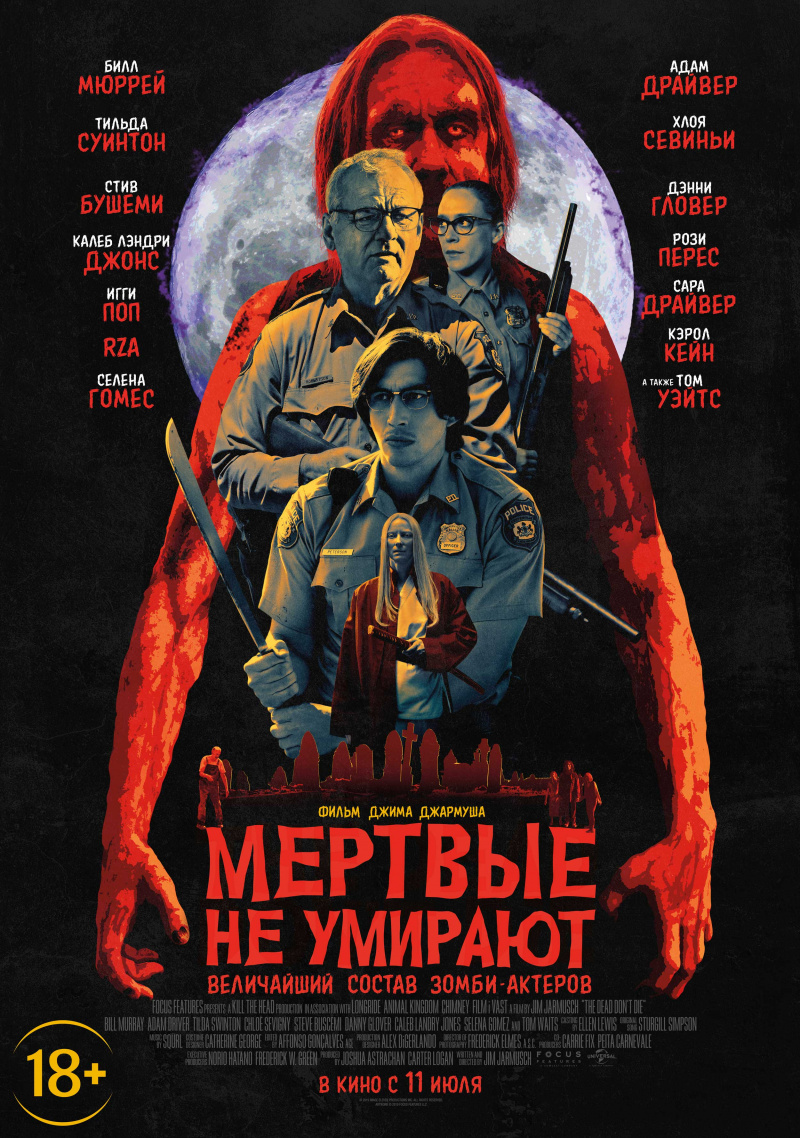 БИЛЛ
МЮРРЕЙ
ТИЛЬДА
СУИНТОН
СТИВ
БУШЕМИ
КАЛЕБ ЛЭНДРИ
ДЖОНС
ИГГИ
ПОП
RZA
СЕЛЕНА
ГОМЕС
АДАМ
ДРАЙВЕР
ХЛОЯ
СЕВИНЬИ
ДЭННИ
ГЛОВЕР
РОЗИ
ПЕРЕС
САРА
ДРАЙВЕР
КЭРОЛ
КЕЙН
А ТАКЖЕ ТОМ
УЭЙТС
P.D.
POLICE
OFFICER
PETERSON
ФИЛЬМ ДЖИМА ДЖАРМУША
МЕРТВЫЕ
НЕ УМИРАЮТ
ВЕЛИЧАЙШИЙ СОСТАВ ЗОМБИ-АКТЕРОВ
FOCUS FEATURES PRESENTS A KILL THE HEAD PRODUCTION IN ASSOCIATION WITH LONGRIDE ANIMAL KINGDOM CHIMNEY FILM I VAST A FILM BY JIM JARMUSCH "THE DEAD DON'T DIE"
BILL MURRAY ADAM DRIVER TILDA SWINTON CHLOË SEVIGNY STEVE BUSCEMI DANNY GLOVER CALEB LANDRY JONES SELENA GOMEZ AND TOM WAITS CASTING BY ELLEN LEWIS ORIGINAL SONG STURGILL SIMPSON
MUSIC BY SQÜRL COSTUME DESIGNER CATHERINE GEORGE EDITED BY AFFONSO GONÇALVES ACE PRODUCTION DESIGNER ALEX DIGERLANDO DIRECTOR OF PHOTOGRAPHY FREDERICK ELMES A.S.C. CO-PRODUCERS CARRIE FIX, PEITA CARNEVALE
EXECUTIVE PRODUCERS NORIO HATANO FREDERICK W. GREEN PRODUCED BY JOSHUA ASTRACHAN CARTER LOGAN WRITTEN AND DIRECTED BY JIM JARMUSCH FOCUS FEATURES UNIVERSAL
18+
В КИНО С 11 ИЮЛЯ